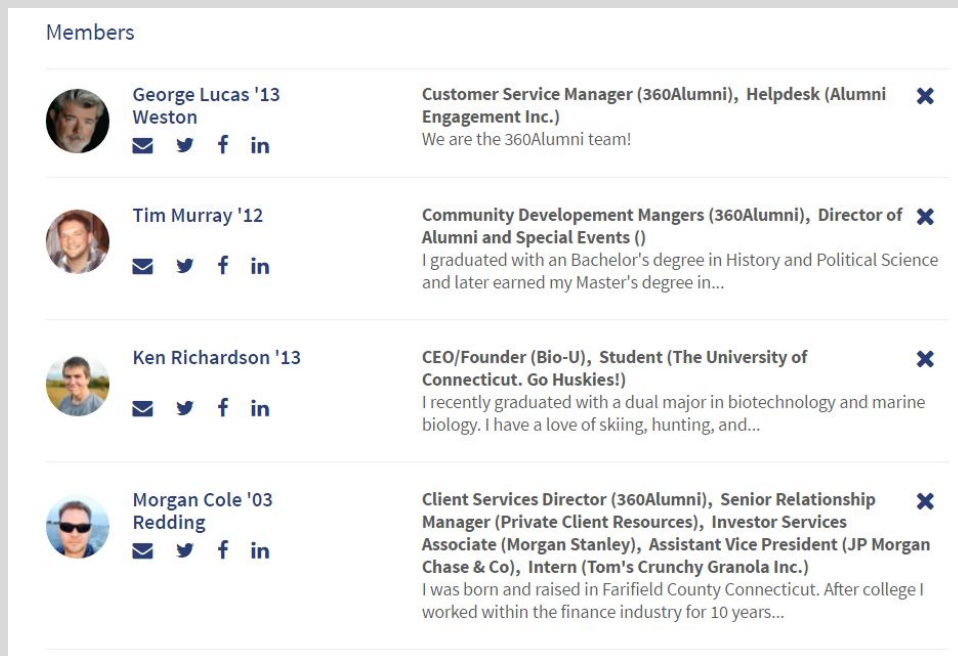 Members
George Lucas '13
Weston
Customer Service Manager (360Alumni), Helpdesk (Alumni
Engagement Inc.)
We are the 360Alumni team!
Tim Murray '12
Community Developement Mangers (360Alumni), Director of
Alumni and Special Events ()
I graduated with an Bachelor's degree in History and Political Science
and later earned my Master's degree in...
Ken Richardson '13
CEO/Founder (Bio-U), Student (The University of
Connecticut. Go Huskies!)
I recently graduated with a dual major in biotechnology and marine
biology. I have a love of skiing, hunting, and...
Morgan Cole '03
Redding
Client Services Director (360Alumni), Senior Relationship
Manager (Private Client Resources), Investor Services
Associate (Morgan Stanley), Assistant Vice President (JP Morgan
Chase & Co), Intern (Tom's Crunchy Granola Inc.)
I was born and raised in Farifield County Connecticut. After college I
worked within the finance industry for 10 years...